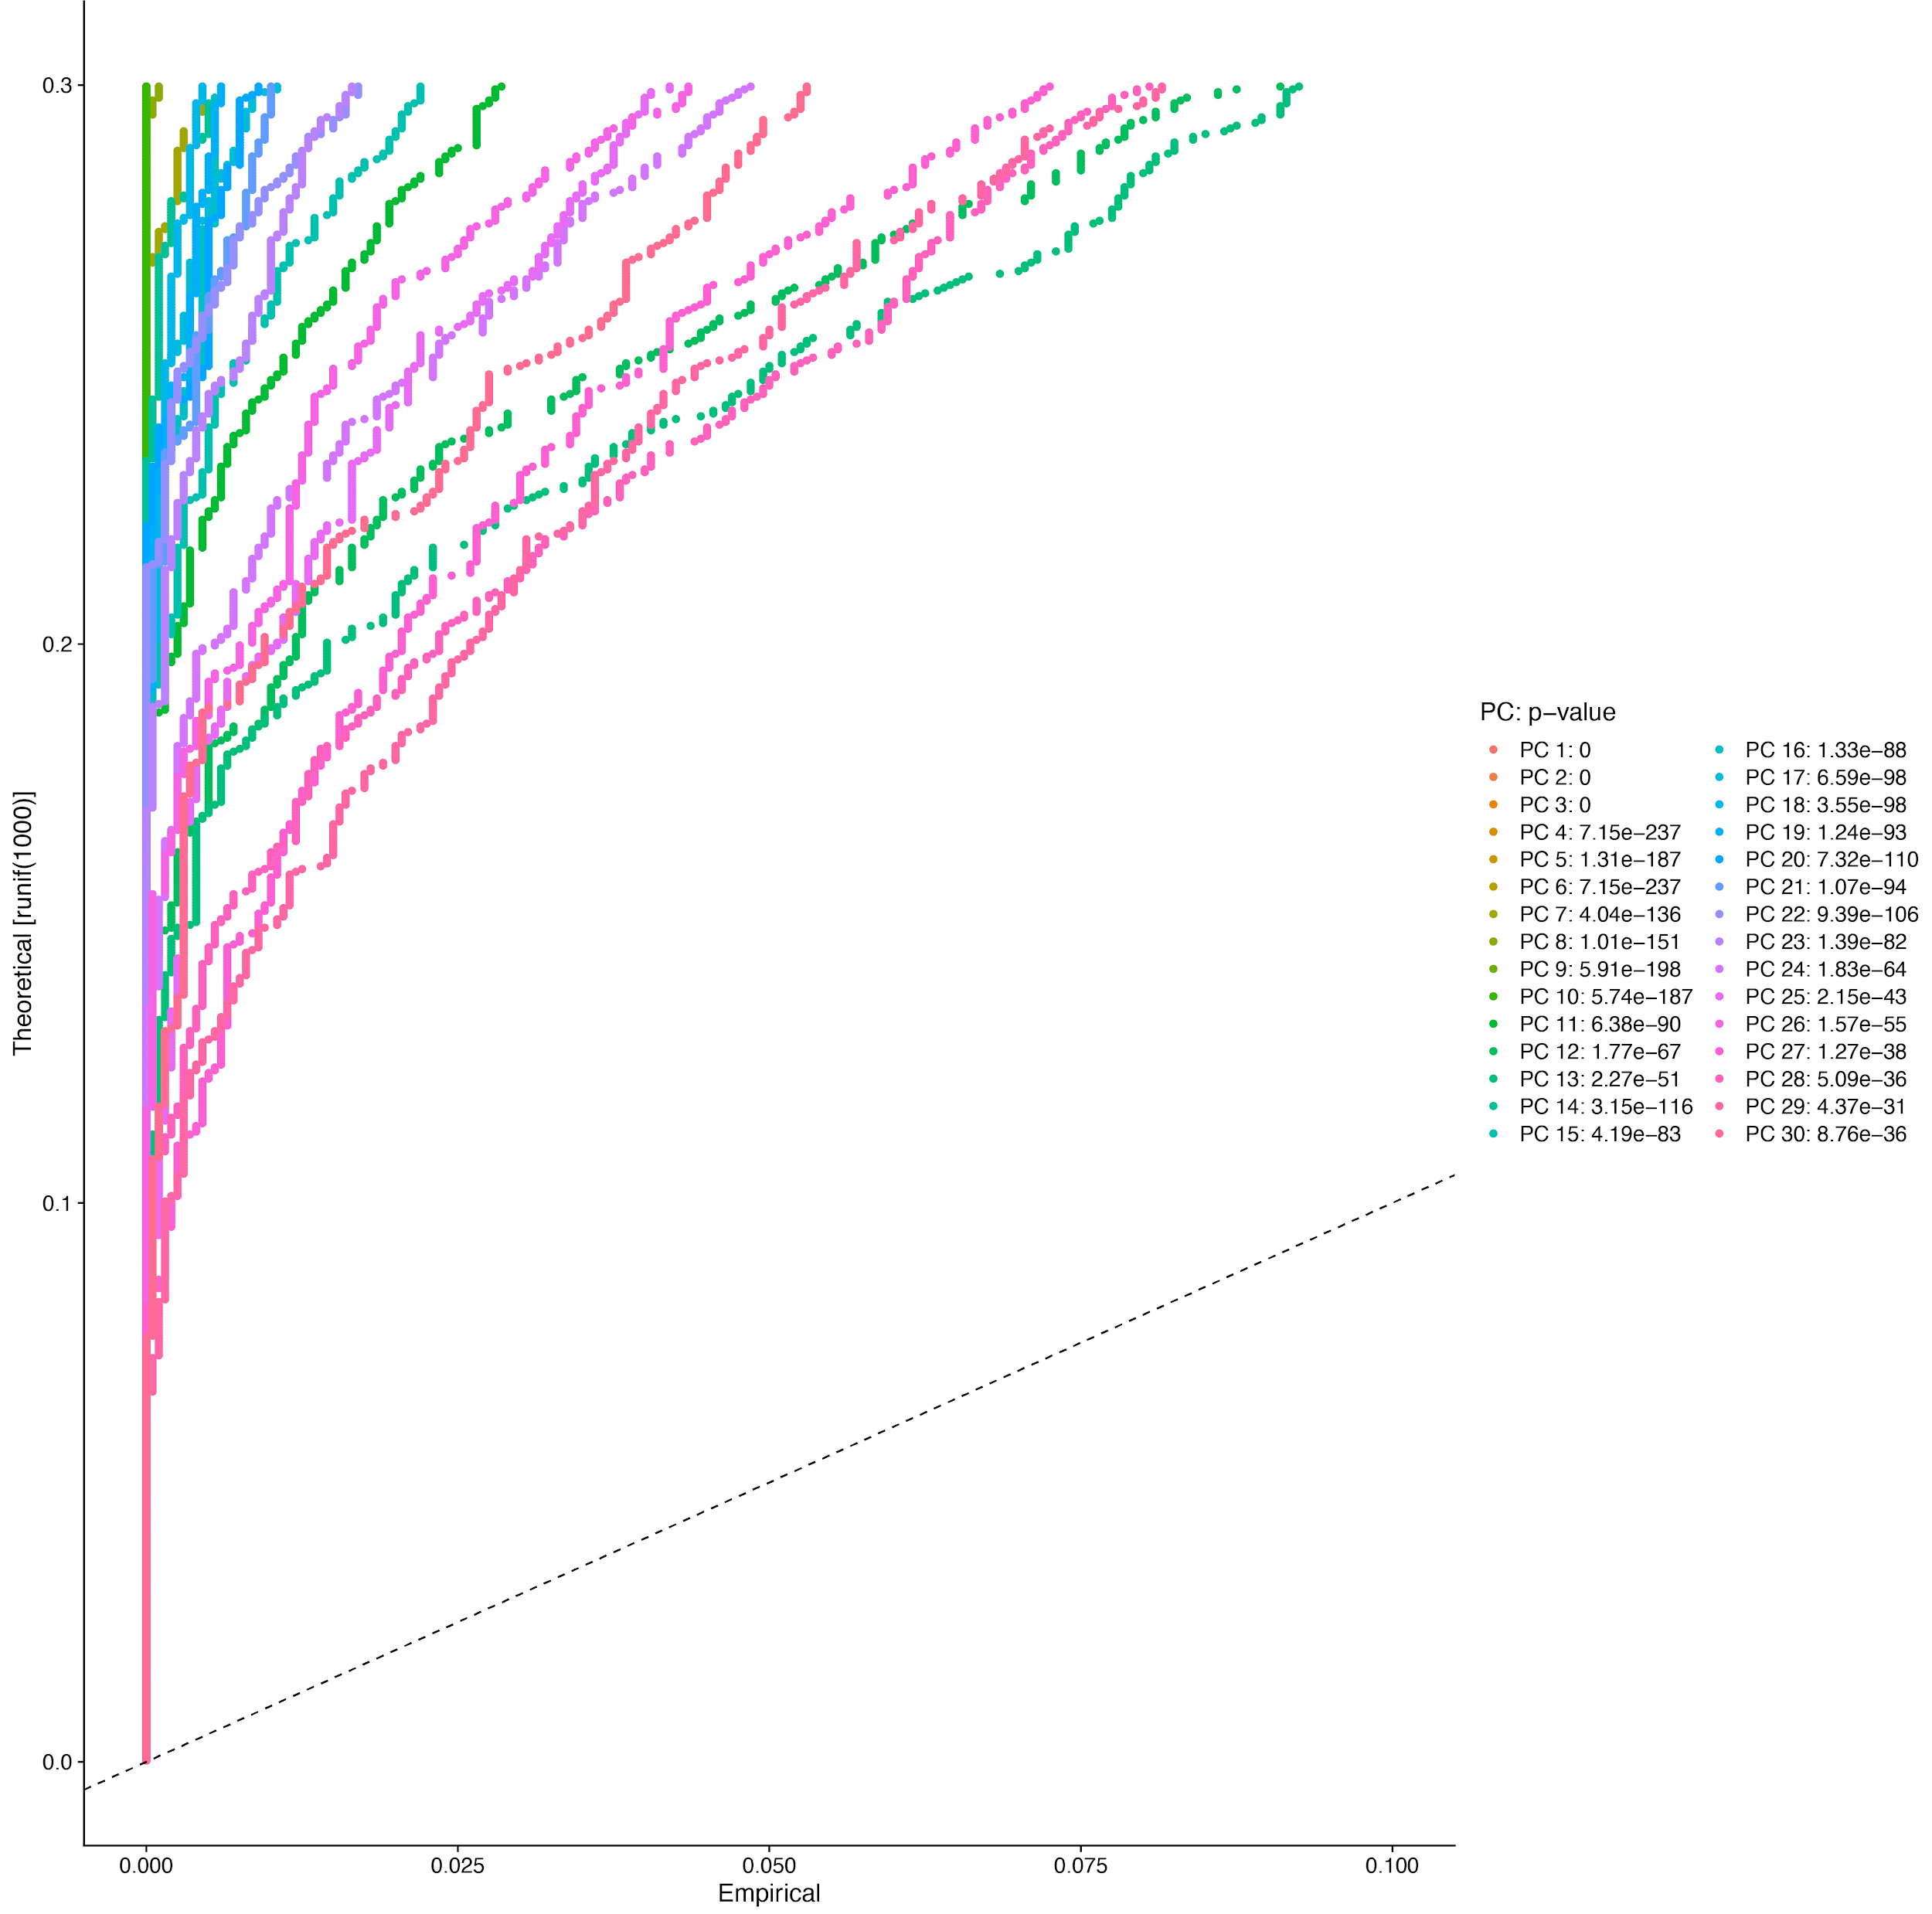 0.3
0.2
0.1
0.0
Theoretical [runif(1000)]
0.000
0.025
0.050
0.075
0.100
Empirical
PC: p−value
PC 1: 0
PC 2: 0
PC 3: 0
PC 4: 7.15e−237
PC 5: 1.31e−187
PC 6: 7.15e−237
PC 7: 4.04e−136
PC 8: 1.01e−151
PC 9: 5.91e−198
PC 10: 5.74e−187
PC 11: 6.38e−90
PC 12: 1.77e−67
PC 13: 2.27e−51
PC 14: 3.15e−116
PC 15: 4.19e−83
PC 16: 1.33e−88
PC 17: 6.59e−98
PC 18: 3.55e−98
PC 19: 1.24e−93
PC 20: 7.32e−110
PC 21: 1.07e−94
PC 22: 9.39e−106
PC 23: 1.39e−82
PC 24: 1.83e−64
PC 25: 2.15e−43
PC 26: 1.57e−55
PC 27: 1.27e−38
PC 28: 5.09e−36
PC 29: 4.37e−31
PC 30: 8.76e−36